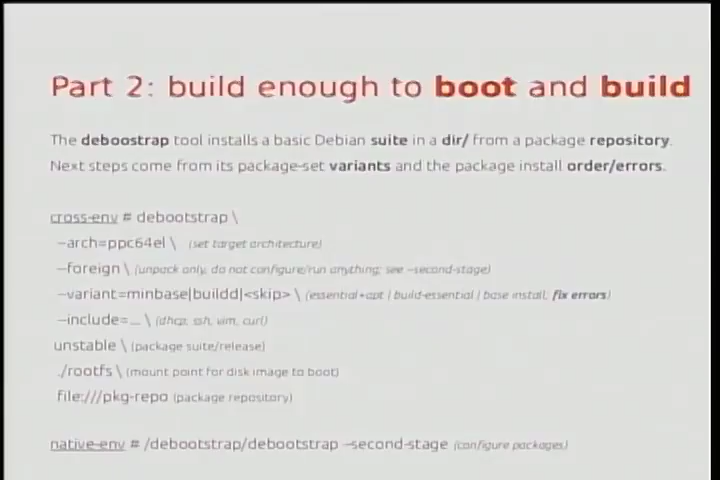 Part 2: build enough to boot and build
The deboostrap tool installs a basic Debian suite in a dir/ from a package repository.
Next steps come from its package-set variants and the package install order/errors.
cross-env # debootstrap \
--arch=ppc64el \ (set target architecture)
--foreign \ (unpack only, do not configure/run anything; see --second-stage)
--variant=minbase|buildd|<skip> \ (essential+apt | build-essential | base install; fix errors)
--include=... \ (dhcp, ssh, vim, curl)
unstable \ (package suite/release)
./rootfs \ (mount point for disk image to boot)
file:///pkg-repo (package repository)
native-env # /debootstrap/debootstrap --second-stage (configure packages)